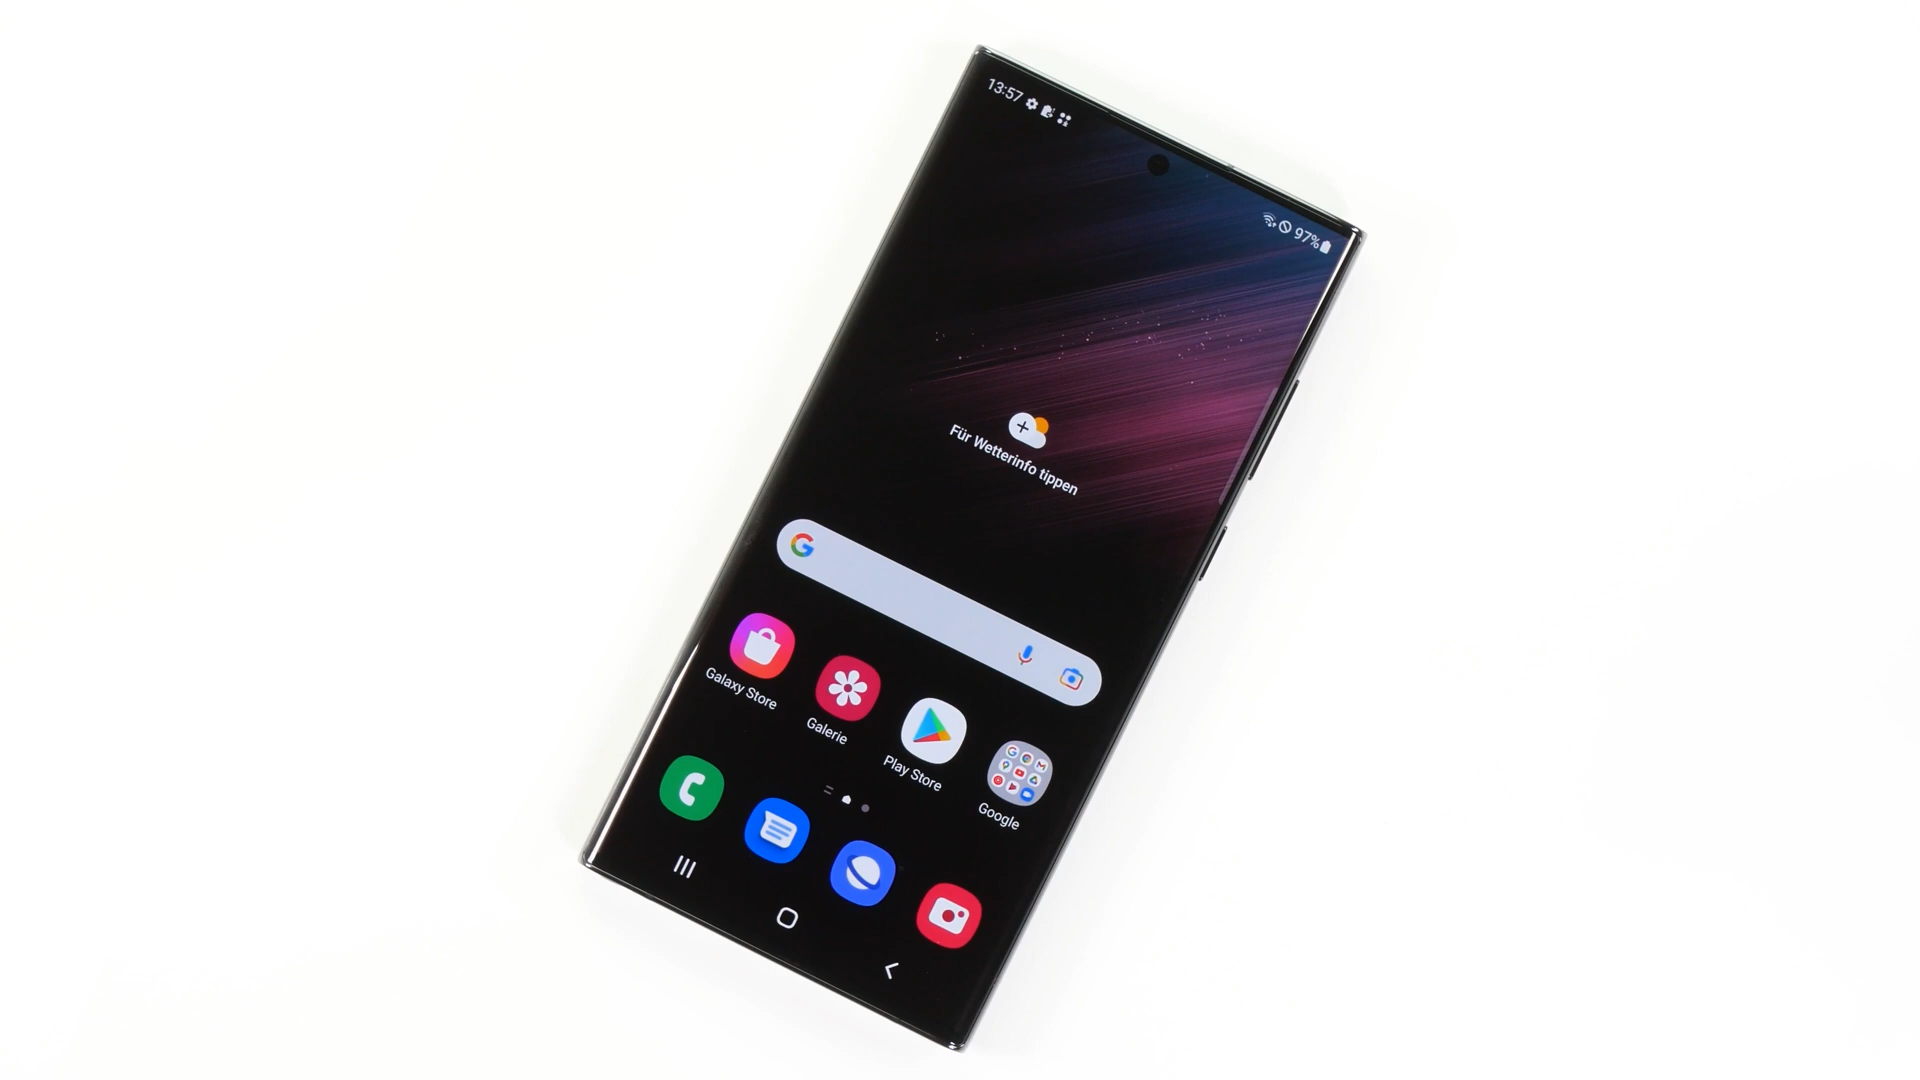 13:57
97%
Für Wetterinfo tippen
Galaxy Store
Galerie
Play Store
Google